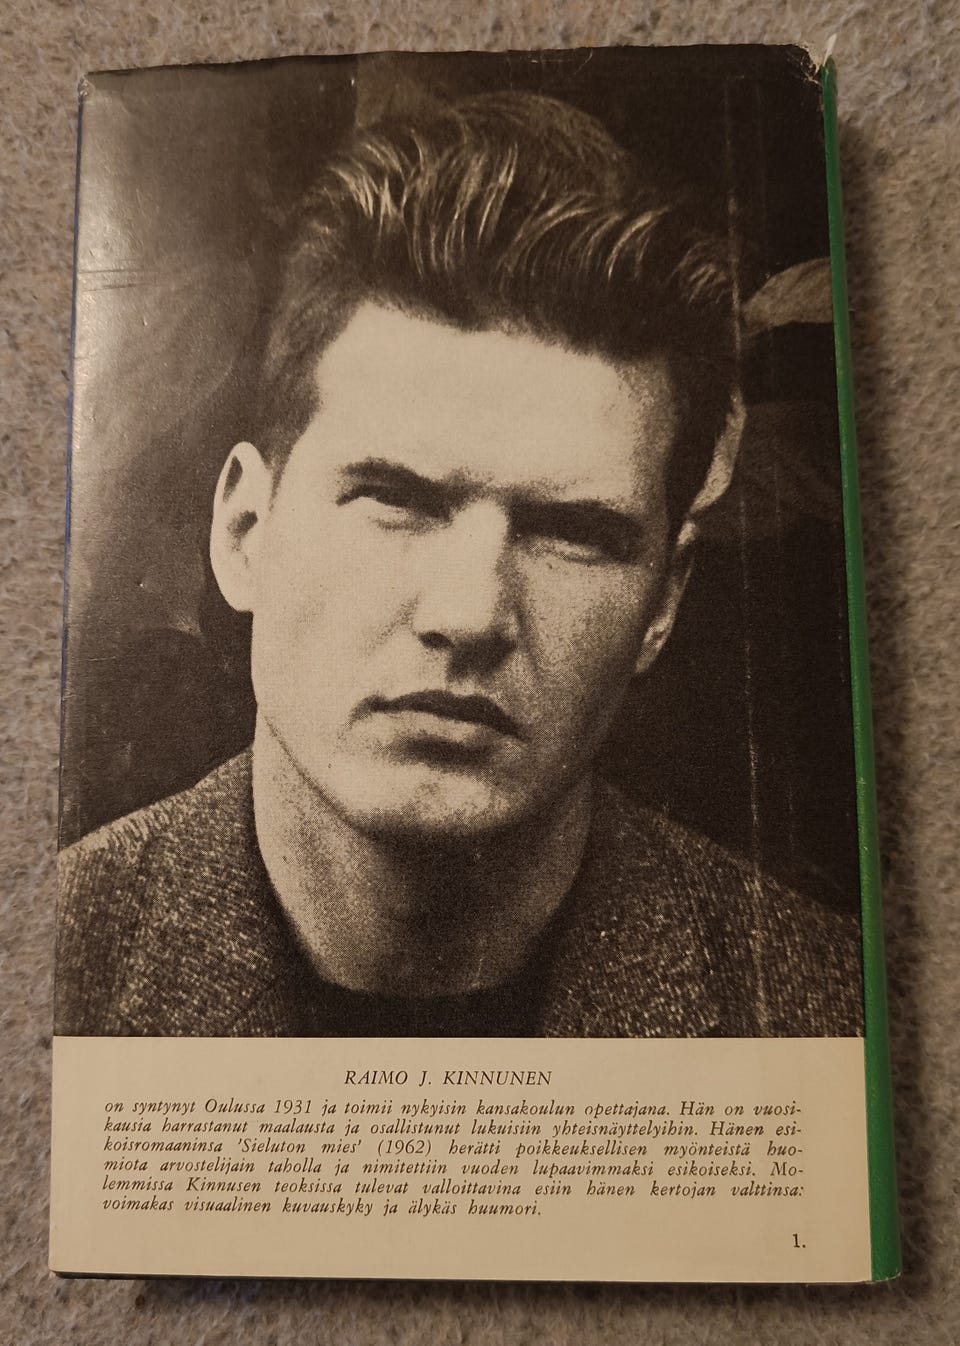 RAIMO J. KINNUNEN
on syntynyt Oulussa 1931 ja toimii nykyisin kansakoulun opettajana. Hän on vuosi-
kausia harrastanut maalausta ja osallistunut lukuisiin yhteisnäyttelyihin. Hänen esi-
koisromaaninsa 'Sieluton mies' (1962) herätti poikkeuksellisen myönteistä huo-
miota arvostelijain taholla ja nimitettiin vuoden lupaavimmaksi esikoiseksi. Mo-
lemmissa Kinnusen teoksissa tulevat valloittavina esiin hänen kertojan valttinsa:
voimakas visuaalinen kuvauskyky ja älykäs huumori.
1.